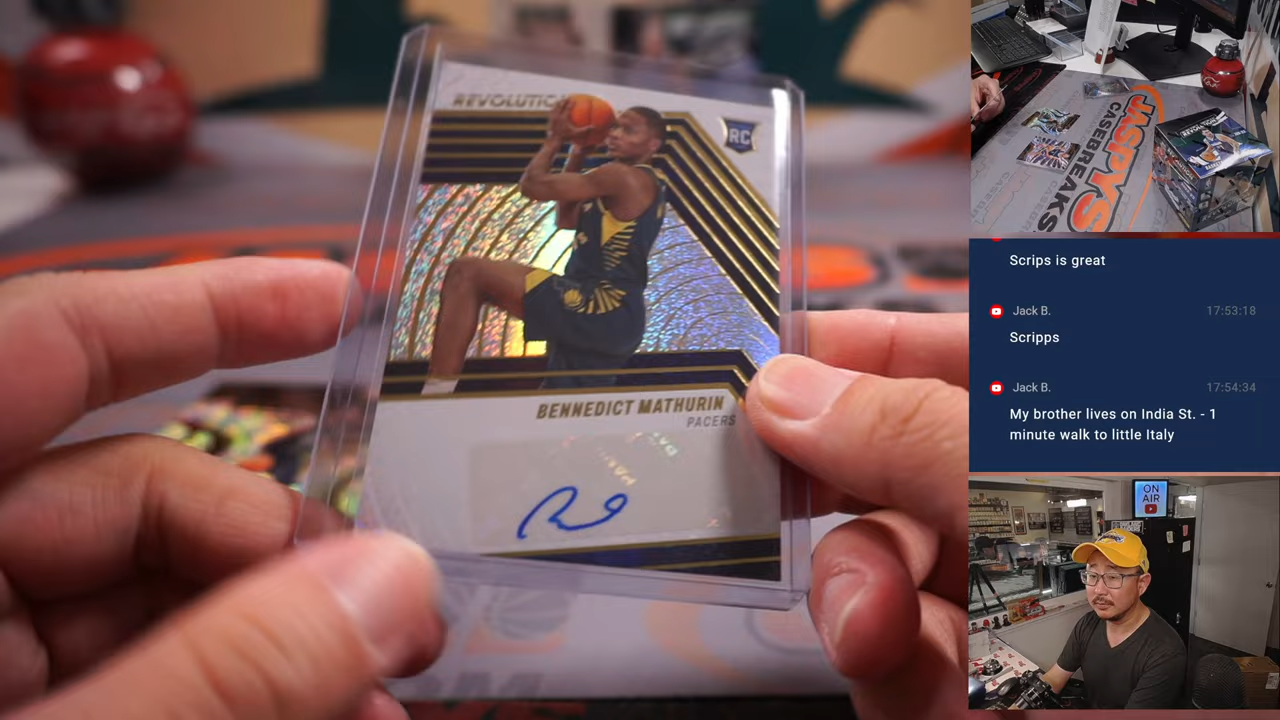 REVOLUTIO
RC
BENNEDICT MATHURIN
PACERS
JASPYS
CASEBREAKS
Scrips is great
Jack B.
17:53:18
Scripps
Jack B.
17:54:34
My brother lives on India St. - 1
minute walk to little Italy
ON
AIR